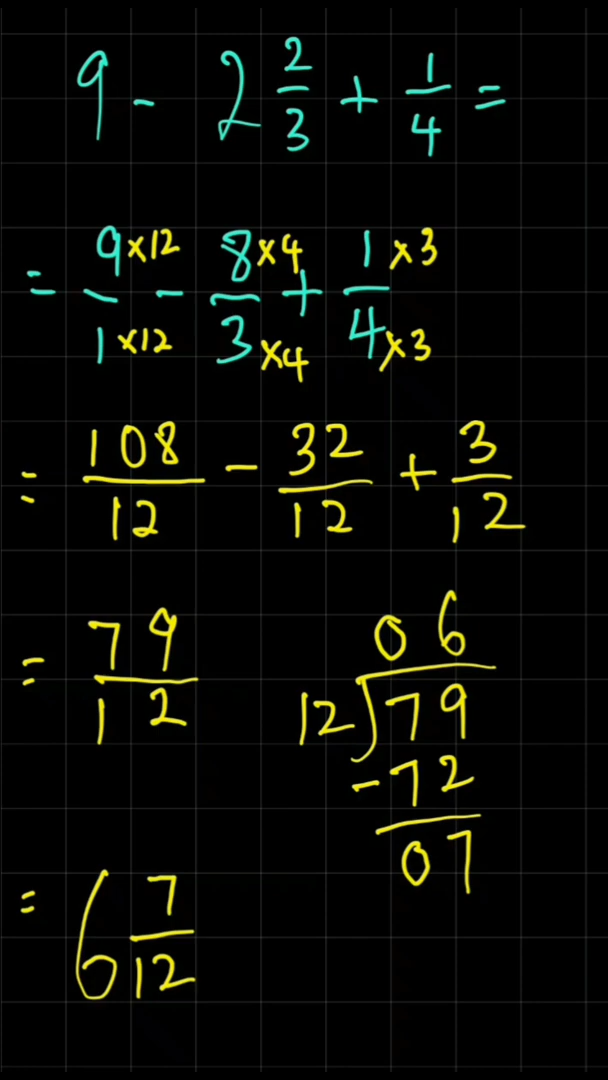 9 - 2 2/3 + 1/4 =
= 9×12/1×12 - 8×4/3×4 + 1×3/4×3
= 108/12 - 32/12 + 3/12
= 79/12
06
12)79
-72
07
= 6 7/12